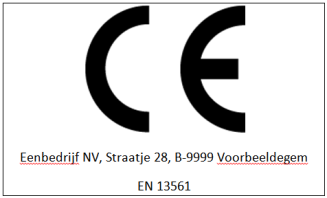 CE
Eenbedrijf NV, Straatje 28, B-9999 Voorbeeldegem
EN 13561